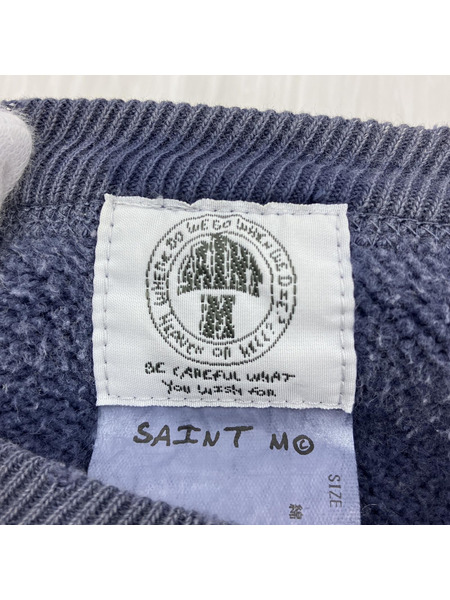 WHERE DO WE GO WHEN WE DIE?
SAINT
M
HEAVEN OR HELL?
BE CAREFUL WHAT
YOU WISH FOR
SAINT M©
SIZE